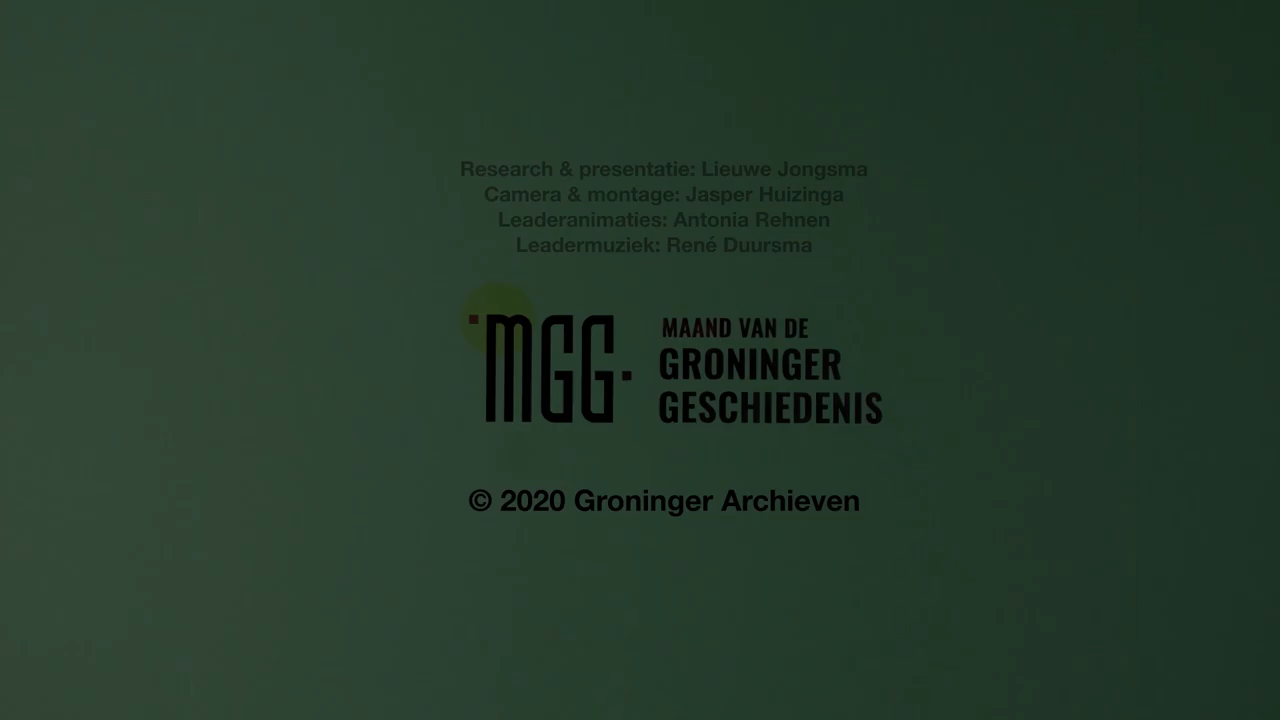 Research & presentatie: Lieuwe Jongsma
Camera & montage: Jasper Huizinga
Leaderanimaties: Antonia Rehnen
Leadermuziek: René Duursma
MGG
MAAND VAN DE
GRONINGER
GESCHIEDENIS
© 2020 Groninger Archieven